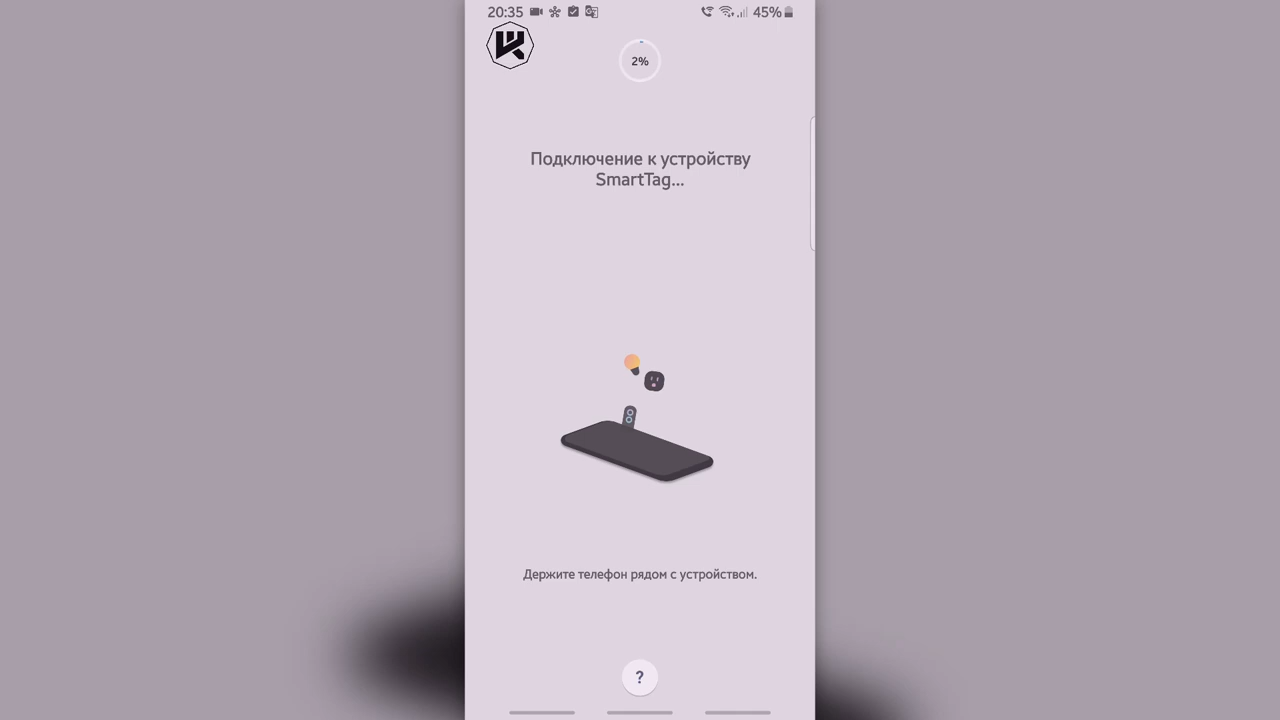 20:35
45%
2%
Подключение к устройству
SmartTag...
Держите телефон рядом с устройством.
?